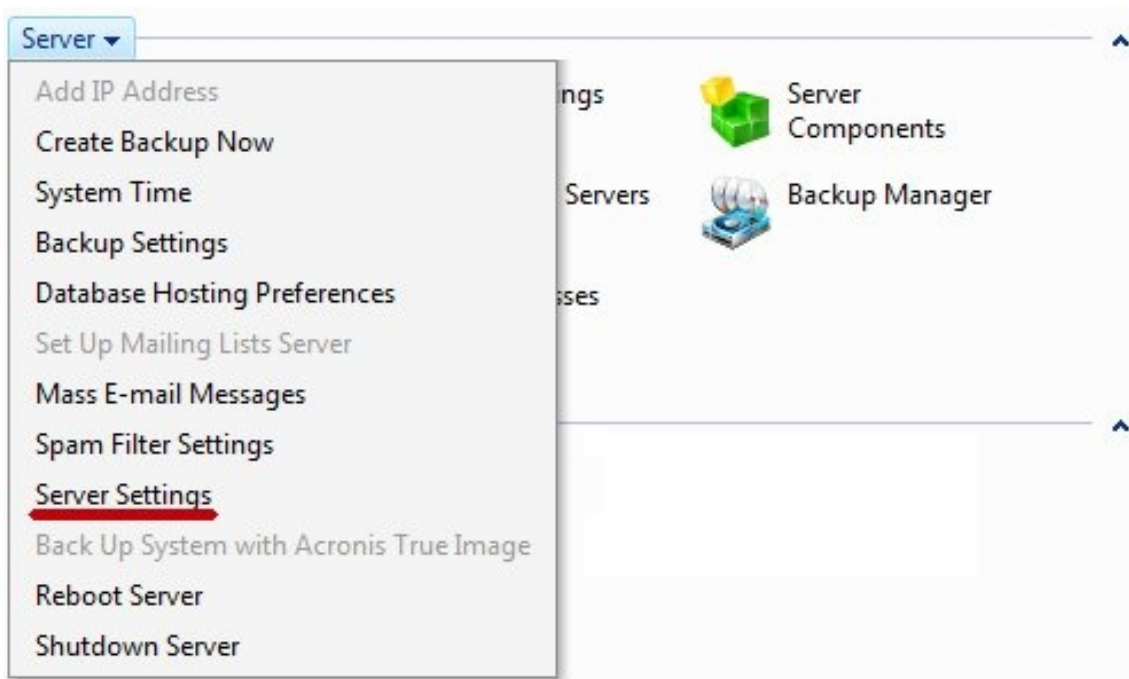 Server
Add IP Address
Create Backup Now
System Time
Backup Settings
Database Hosting Preferences
Set Up Mailing Lists Server
Mass E-mail Messages
Spam Filter Settings
Server Settings
Back Up System with Acronis True Image
Reboot Server
Shutdown Server
Server
Components
Servers
Backup Manager